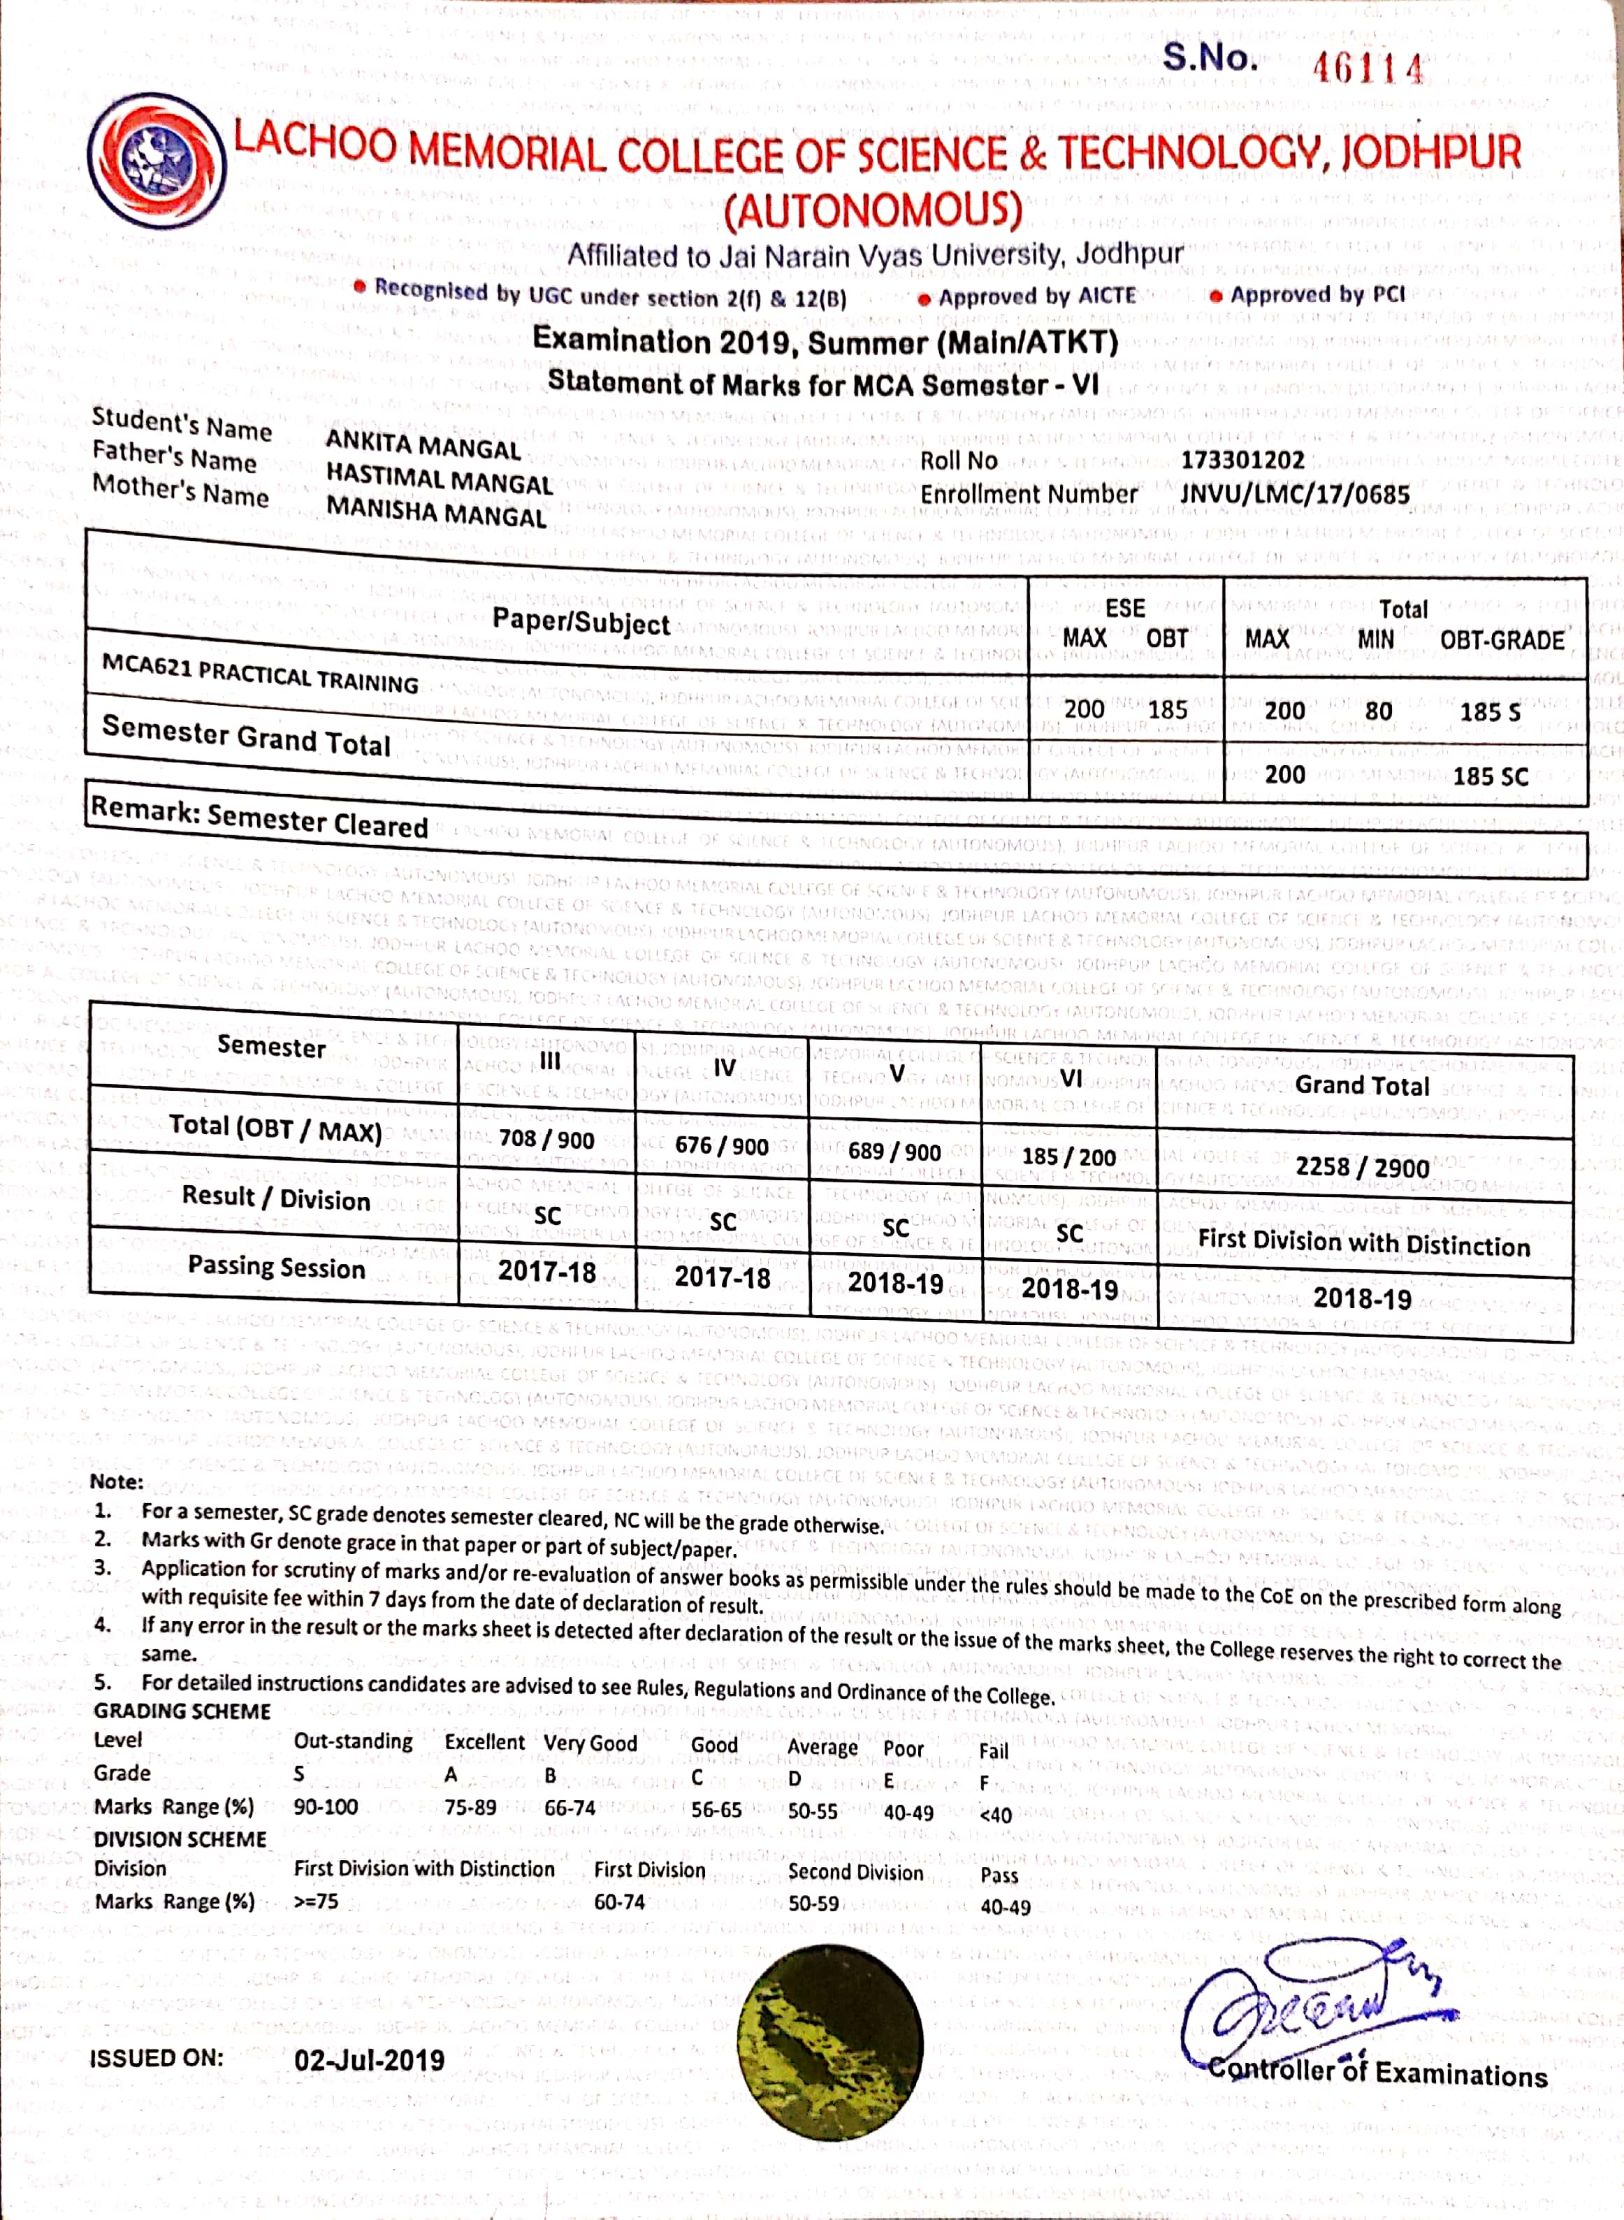 S.No. 46114
LACHOO MEMORIAL COLLEGE OF SCIENCE & TECHNOLOGY, JODHPUR
(AUTONOMOUS)
Affiliated to Jai Narain Vyas University, Jodhpur
• Recognised by UGC under section 2(f) & 12(B) • Approved by AICTE • Approved by PCI
Examination 2019, Summer (Main/ATKT)
Statement of Marks for MCA Semester - VI
Student's Name ANKITA MANGAL
Father's Name HASTIMAL MANGAL Roll No 173301202
Mother's Name MANISHA MANGAL Enrollment Number JNVU/LMC/17/0685
Paper/Subject ESE Total
MAX OBT MAX MIN OBT-GRADE
MCA621 PRACTICAL TRAINING 200 185 200 80 185 S
Semester Grand Total 200 185 SC
Remark: Semester Cleared
Semester III IV V VI Grand Total
Total (OBT / MAX) 708 / 900 676 / 900 689 / 900 185 / 200 2258 / 2900
Result / Division SC SC SC SC First Division with Distinction
Passing Session 2017-18 2017-18 2018-19 2018-19 2018-19
Note:
1. For a semester, SC grade denotes semester cleared, NC will be the grade otherwise.
2. Marks with Gr denote grace in that paper or part of subject/paper.
3. Application for scrutiny of marks and/or re-evaluation of answer books as permissible under the rules should be made to the CoE on the prescribed form along
with requisite fee within 7 days from the date of declaration of result.
4. If any error in the result or the marks sheet is detected after declaration of the result or the issue of the marks sheet, the College reserves the right to correct the
same.
5. For detailed instructions candidates are advised to see Rules, Regulations and Ordinance of the College.
GRADING SCHEME
Level Out-standing Excellent Very Good Good Average Poor Fail
Grade S A B C D E F
Marks Range (%) 90-100 75-89 66-74 56-65 50-55 40-49 <40
DIVISION SCHEME
Division First Division with Distinction First Division Second Division Pass
Marks Range (%) >=75 60-74 50-59 40-49
ISSUED ON: 02-Jul-2019
Controller of Examinations